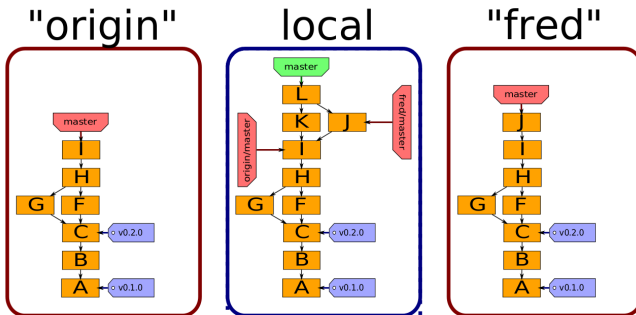 "origin"
master
I
H
G F
C v0.2.0
B
A v0.1.0
local
master
L
K J
fred/master
origin/master
I
H
G F
C v0.2.0
B
A v0.1.0
"fred"
master
J
I
H
G F
C v0.2.0
B
A v0.1.0